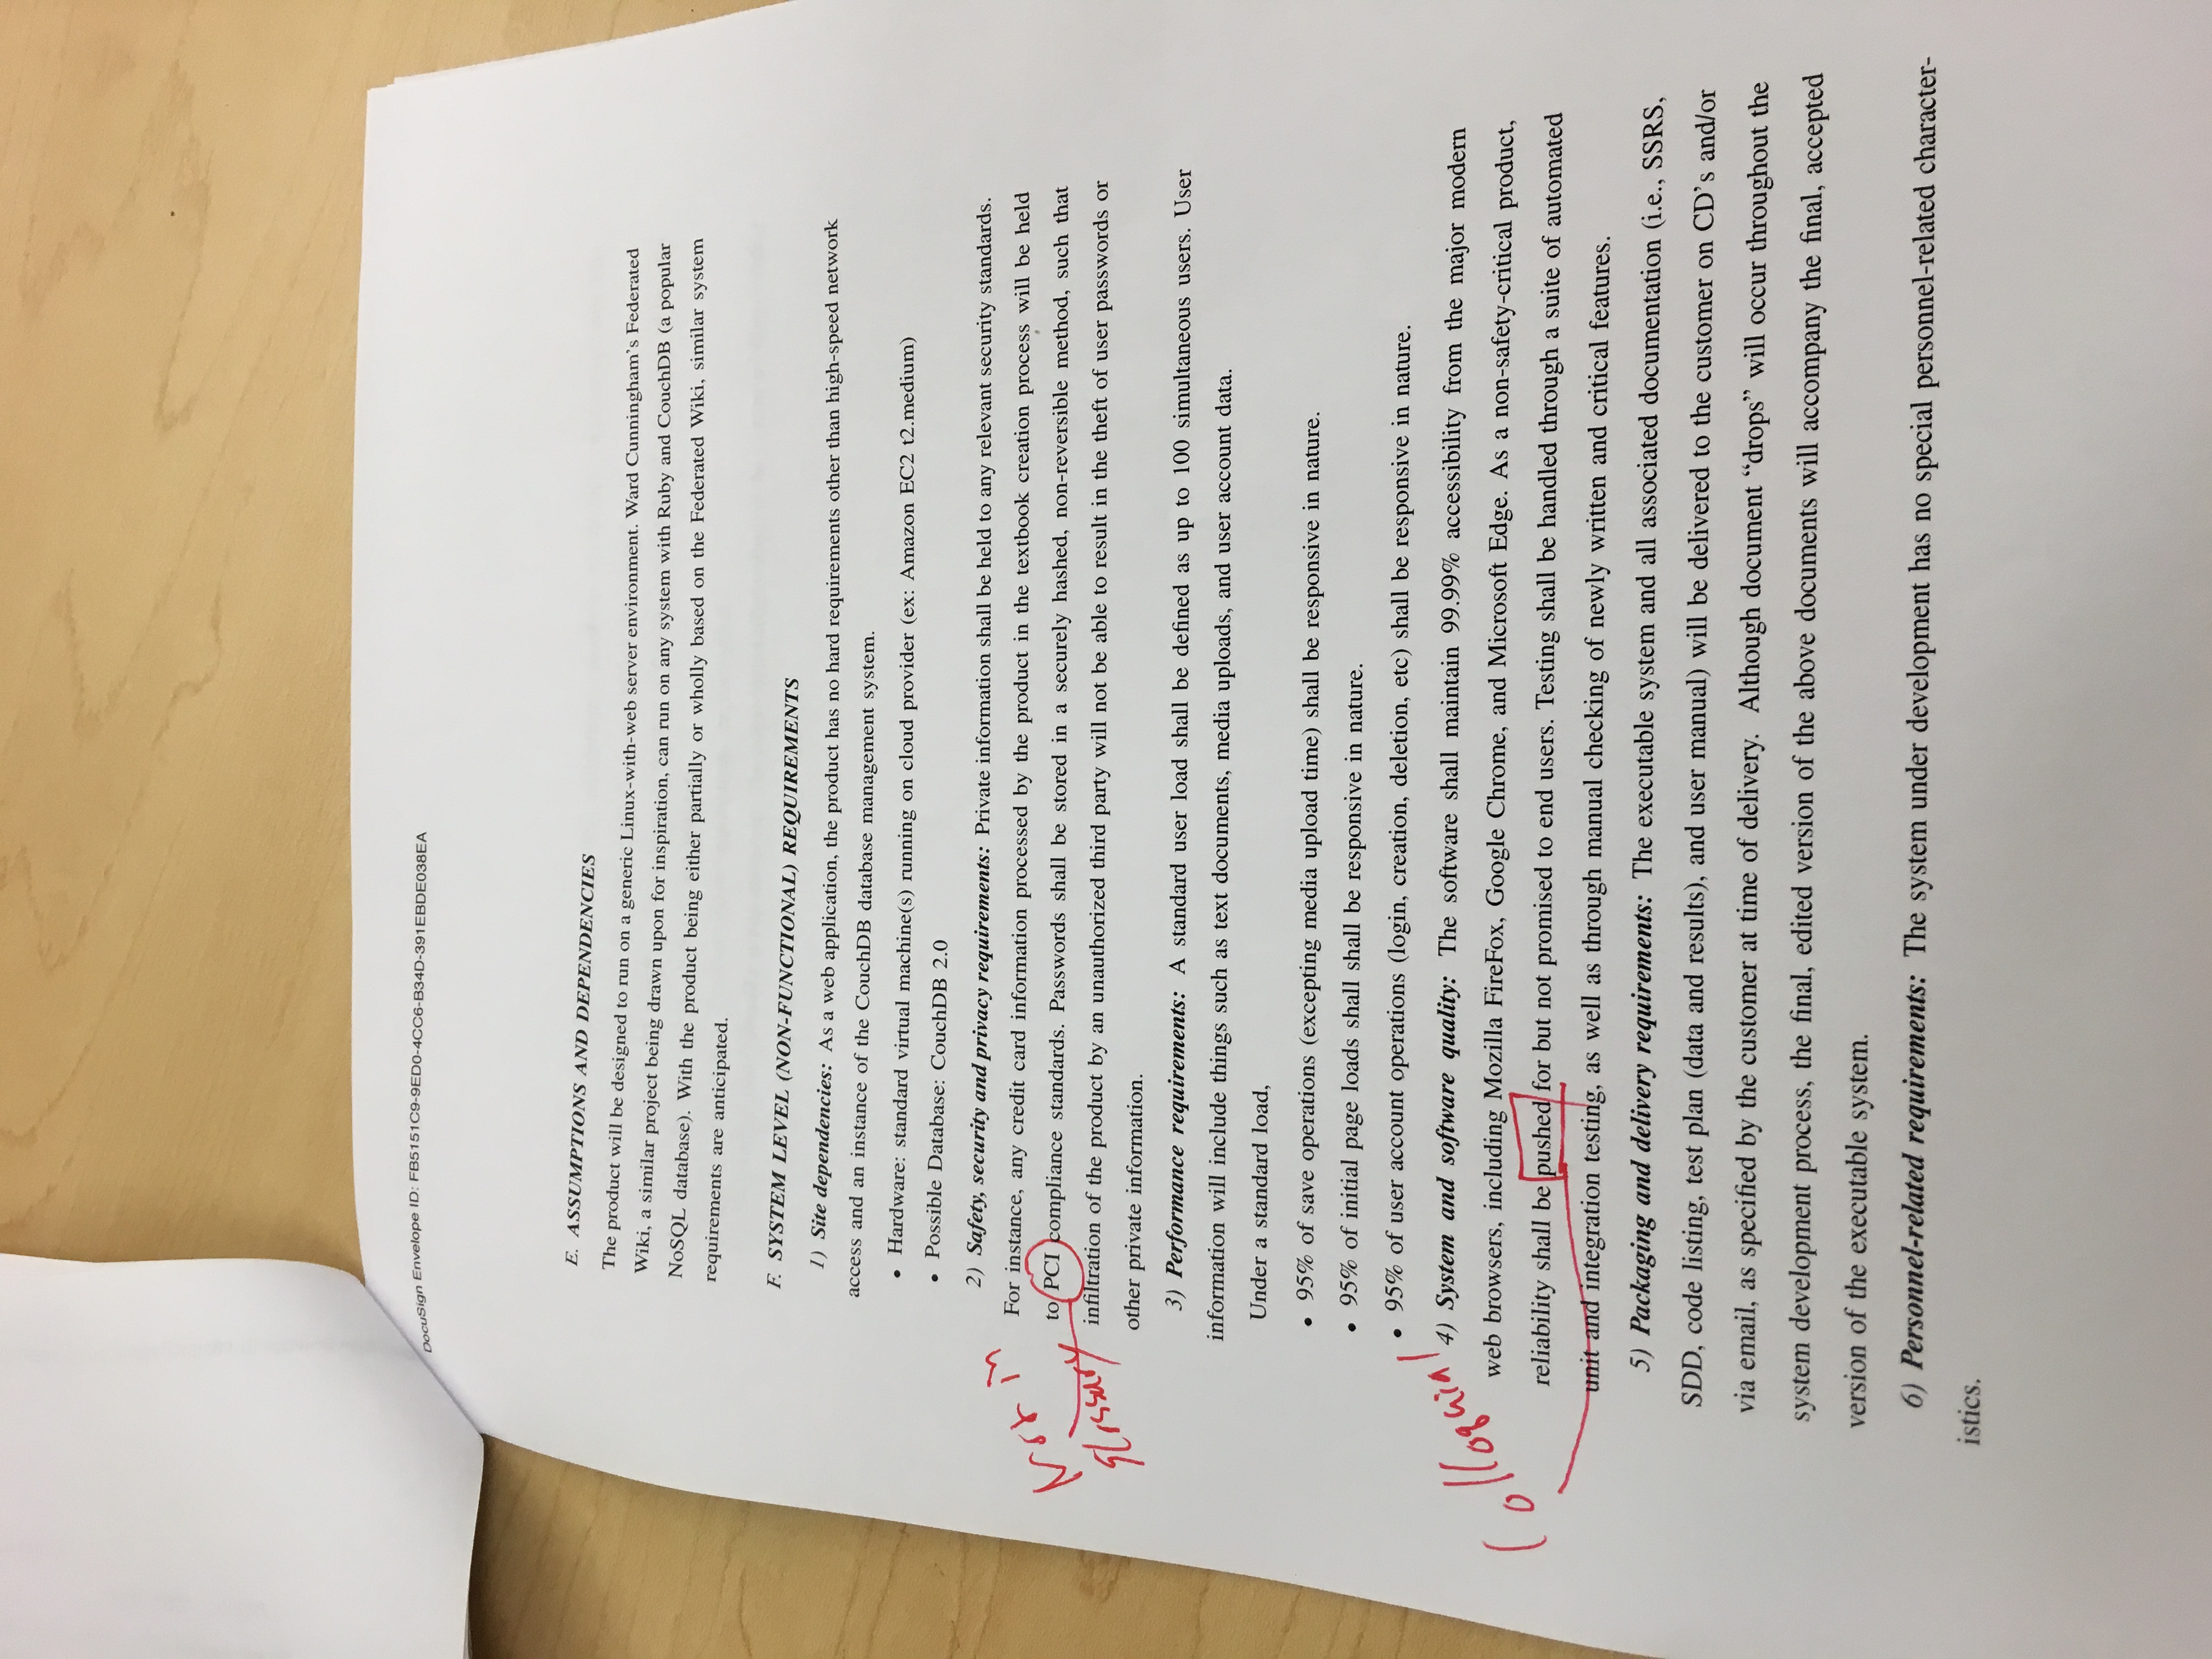 DocuSign Envelope ID: FB5151C9-9ED0-4CC6-B34D-391EBDE038EA
E. ASSUMPTIONS AND DEPENDENCIES
The product will be designed to run on a generic Linux-with-web server environment. Ward Cunningham's Federated
Wiki, a similar project being drawn upon for inspiration, can run on any system with Ruby and CouchDB (a popular
NoSQL database). With the product being either partially or wholly based on the Federated Wiki, similar system
requirements are anticipated.
F. SYSTEM LEVEL (NON-FUNCTIONAL) REQUIREMENTS
1) Site dependencies: As a web application, the product has no hard requirements other than high-speed network
access and an instance of the CouchDB database management system.
• Hardware: standard virtual machine(s) running on cloud provider (ex: Amazon EC2 t2.medium)
• Possible Database: CouchDB 2.0
2) Safety, security and privacy requirements: Private information shall be held to any relevant security standards.
For instance, any credit card information processed by the product in the textbook creation process will be held
to PCI compliance standards. Passwords shall be stored in a securely hashed, non-reversible method, such that
infiltration of the product by an unauthorized third party will not be able to result in the theft of user passwords or
other private information.
Not in
glossary
3) Performance requirements: A standard user load shall be defined as up to 100 simultaneous users. User
information will include things such as text documents, media uploads, and user account data.
Under a standard load,
• 95% of save operations (excepting media upload time) shall be responsive in nature.
• 95% of initial page loads shall shall be responsive in nature.
• 95% of user account operations (login, creation, deletion, etc) shall be responsive in nature.
Colloquial
4) System and software quality: The software shall maintain 99.99% accessibility from the major modern
web browsers, including Mozilla FireFox, Google Chrome, and Microsoft Edge. As a non-safety-critical product,
reliability shall be pushed for but not promised to end users. Testing shall be handled through a suite of automated
unit and integration testing, as well as through manual checking of newly written and critical features.
5) Packaging and delivery requirements: The executable system and all associated documentation (i.e., SSRS,
SDD, code listing, test plan (data and results), and user manual) will be delivered to the customer on CD's and/or
via email, as specified by the customer at time of delivery. Although document “drops” will occur throughout the
system development process, the final, edited version of the above documents will accompany the final, accepted
version of the executable system.
6) Personnel-related requirements: The system under development has no special personnel-related character-
istics.